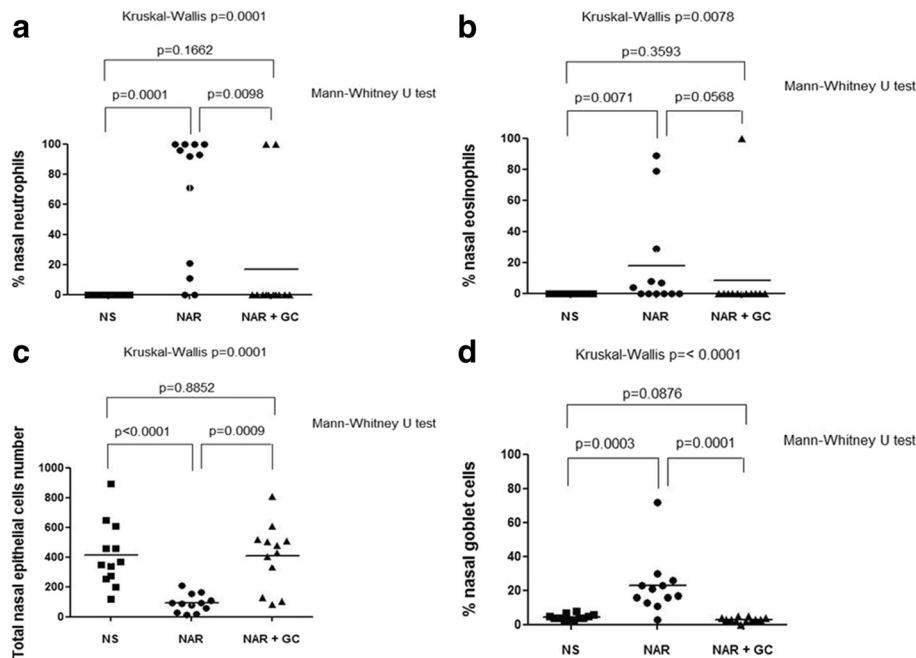 a
Kruskal-Wallis p=0.0001
p=0.1662
p=0.0001
p=0.0098
Mann-Whitney U test
% nasal neutrophils
100
80
60
40
20
0
NS
NAR
NAR + GC
b
Kruskal-Wallis p=0.0078
p=0.3593
p=0.0071
p=0.0568
Mann-Whitney U test
% nasal eosinophils
100
80
60
40
20
0
NS
NAR
NAR + GC
c
Kruskal-Wallis p=0.0001
p=0.8852
p<0.0001
p=0.0009
Mann-Whitney U test
Total nasal epithelial cells number
1000
800
600
400
200
0
NS
NAR
NAR + GC
d
Kruskal-Wallis p=< 0.0001
p=0.0876
p=0.0003
p=0.0001
Mann-Whitney U test
% nasal goblet cells
100
80
60
40
20
0
NS
NAR
NAR + GC